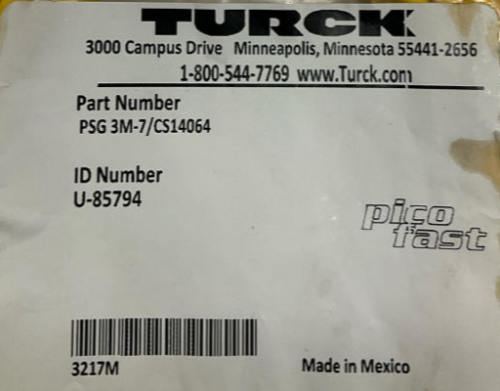 TURCK
3000 Campus Drive Minneapolis, Minnesota 55441-2656
1-800-544-7769 www.Turck.com
Part Number
PSG 3M-7/CS14064
ID Number
U-85794
pico
fast
3217M
Made in Mexico